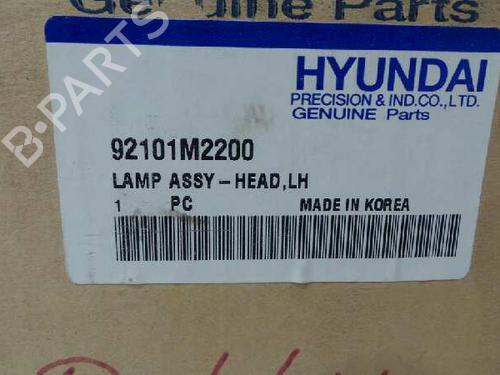 Genuine Parts
HYUNDAI
PRECISION & IND.CO.,LTD.
GENUINE Parts
92101M2200
LAMP ASSY-HEAD,LH
1 PC MADE IN KOREA
B-PARTS